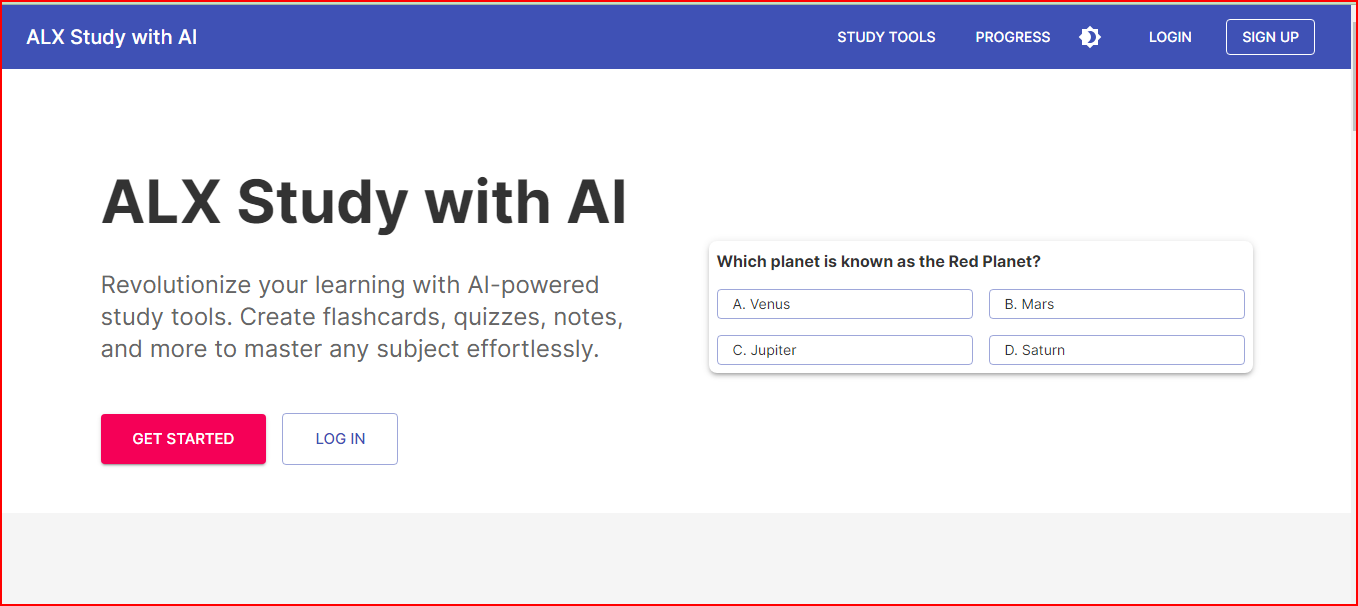 ALX Study with AI
STUDY TOOLS
PROGRESS
LOGIN
SIGN UP
ALX Study with AI
Revolutionize your learning with AI-powered
study tools. Create flashcards, quizzes, notes,
and more to master any subject effortlessly.
GET STARTED
LOG IN
Which planet is known as the Red Planet?
A. Venus
B. Mars
C. Jupiter
D. Saturn